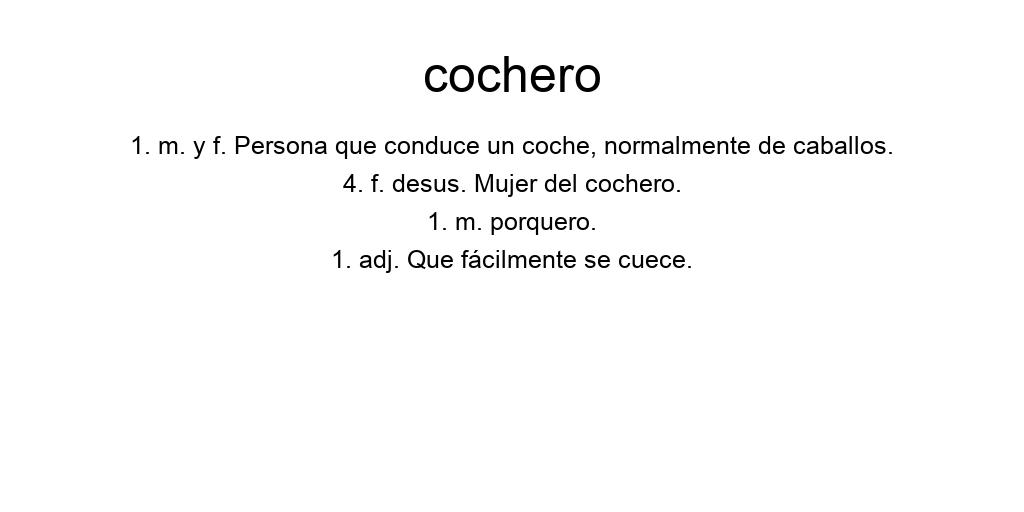 cochero
1. m. y f. Persona que conduce un coche, normalmente de caballos.
4. f. desus. Mujer del cochero.
1. m. porquero.
1. adj. Que fácilmente se cuece.